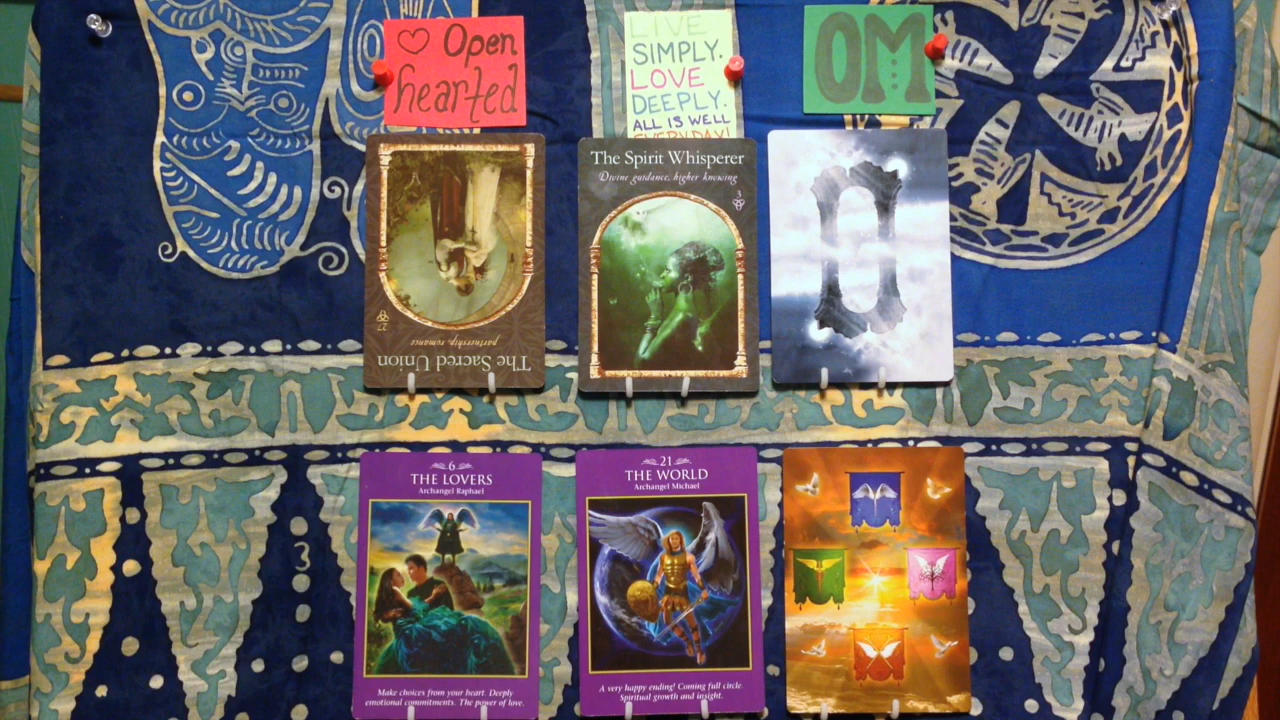 ♡ Open
hearted
LIVE
SIMPLY.
LOVE
DEEPLY.
ALL IS WELL
EVERYDAY!
OM
The Sacred Union
partnership, romance
27
The Spirit Whisperer
Divine guidance, higher knowing
3
6
THE LOVERS
Archangel Raphael
Make choices from your heart. Deeply
emotional commitments. The power of love.
21
THE WORLD
Archangel Michael
A very happy ending! Coming full circle.
Spiritual growth and insight.
3